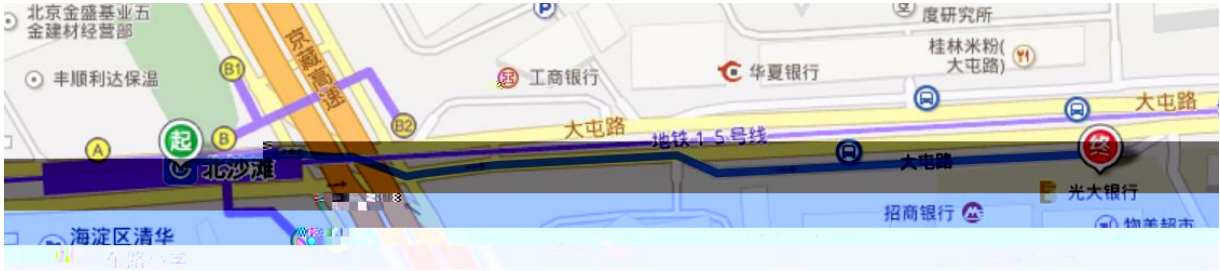 北京金盛基业五
金建材经营部
P
度研究所
桂林米粉(
大屯路)
丰顺利达保温
B1
京藏高速
工商银行
华夏银行
大屯路
A
起
B
B2
大屯路
地铁15号线
终
北沙滩
大屯路
光大银行
招商银行
物美超市
海淀区清华